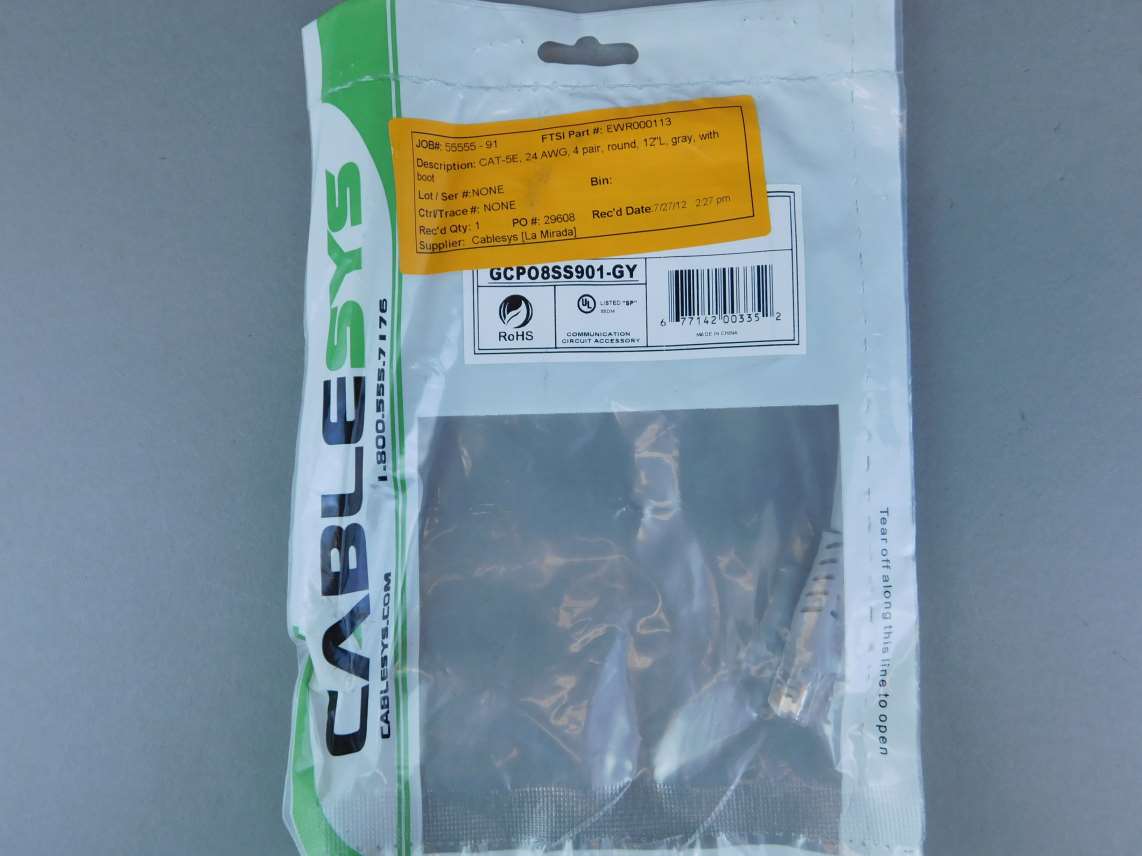 JOB#: 55555 - 91 FTSI Part #: EWR000113
Description: CAT-5E, 24 AWG, 4 pair, round, 12"L, gray, with
boot
Lot / Ser #:NONE Bin:
Ctrl/Trace #: NONE
Rec'd Qty: 1 PO #: 29608 Rec'd Date:7/27/12 2:27 pm
Supplier: Cablesys [La Mirada]
GCPO8SS901-GY
RoHS
UL LISTED "SP"
COMMUNICATION
CIRCUIT ACCESSORY
6 77142 00335 2
MADE IN CHINA
CABLESYS
1.800.555.7176
CABLESYS.COM
Tear off along this line to open